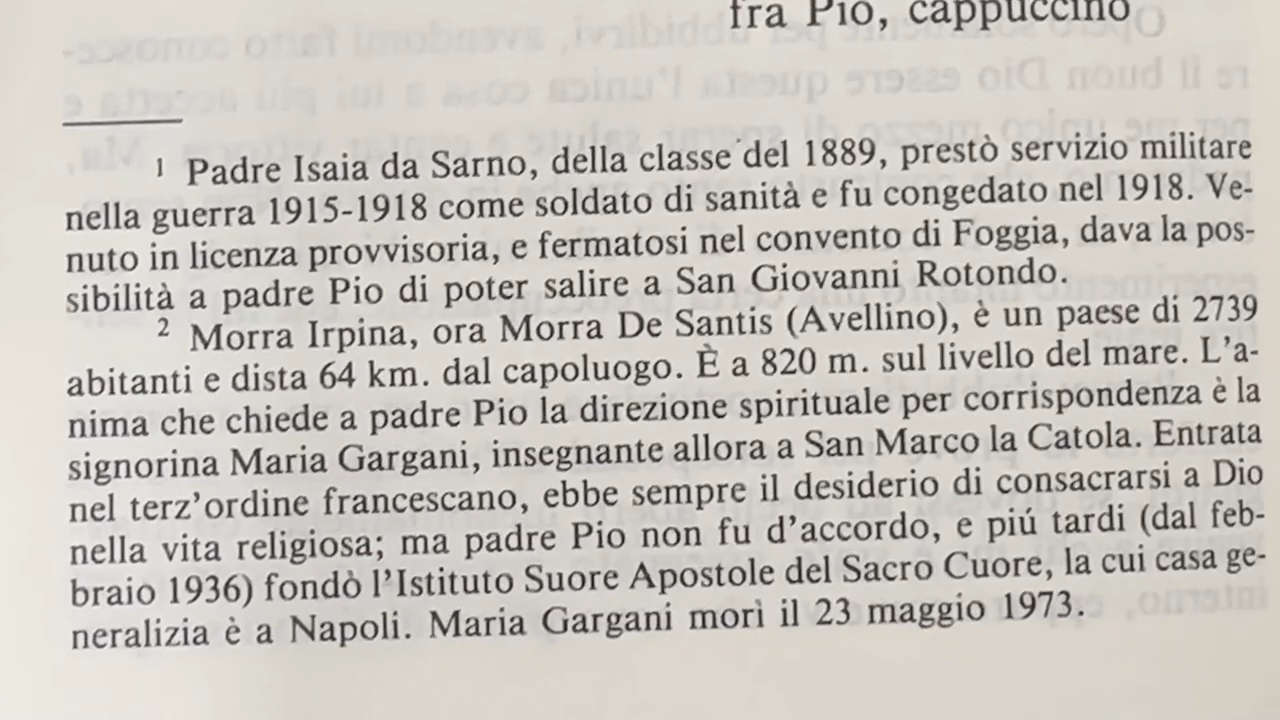 fra Pio, cappuccino
1 Padre Isaia da Sarno, della classe del 1889, prestò servizio militare
nella guerra 1915-1918 come soldato di sanità e fu congedato nel 1918. Ve-
nuto in licenza provvisoria, e fermatosi nel convento di Foggia, dava la pos-
sibilità a padre Pio di poter salire a San Giovanni Rotondo.
2 Morra Irpina, ora Morra De Santis (Avellino), è un paese di 2739
abitanti e dista 64 km. dal capoluogo. È a 820 m. sul livello del mare. L'a-
nima che chiede a padre Pio la direzione spirituale per corrispondenza è la
signorina Maria Gargani, insegnante allora a San Marco la Catola. Entrata
nel terz'ordine francescano, ebbe sempre il desiderio di consacrarsi a Dio
nella vita religiosa; ma padre Pio non fu d'accordo, e piú tardi (dal feb-
braio 1936) fondò l'Istituto Suore Apostole del Sacro Cuore, la cui casa ge-
neralizia è a Napoli. Maria Gargani morì il 23 maggio 1973.